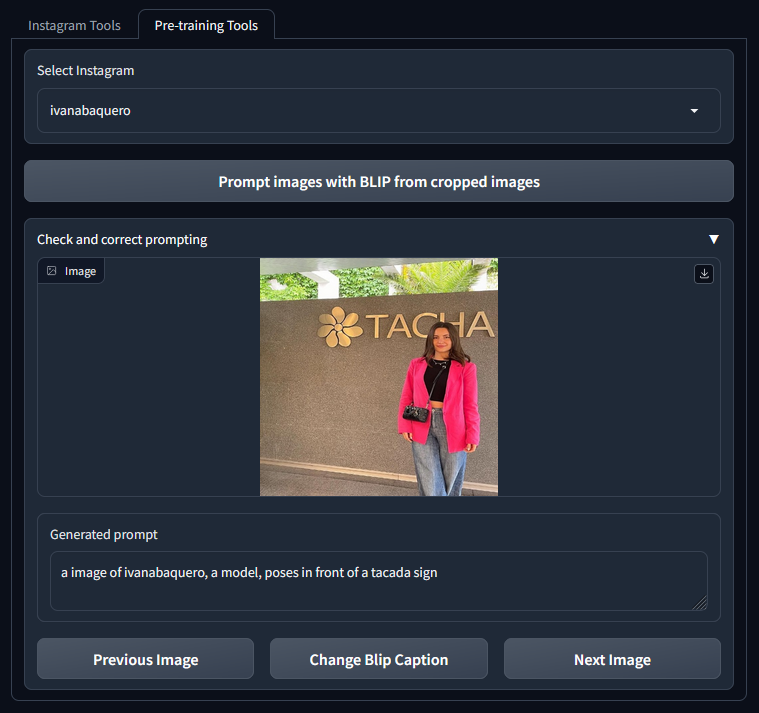 Instagram Tools
Pre-training Tools
Select Instagram
ivanabaquero
Prompt images with BLIP from cropped images
Check and correct prompting
Image
TACHA
Generated prompt
a image of ivanabaquero, a model, poses in front of a tacada sign
Previous Image
Change Blip Caption
Next Image